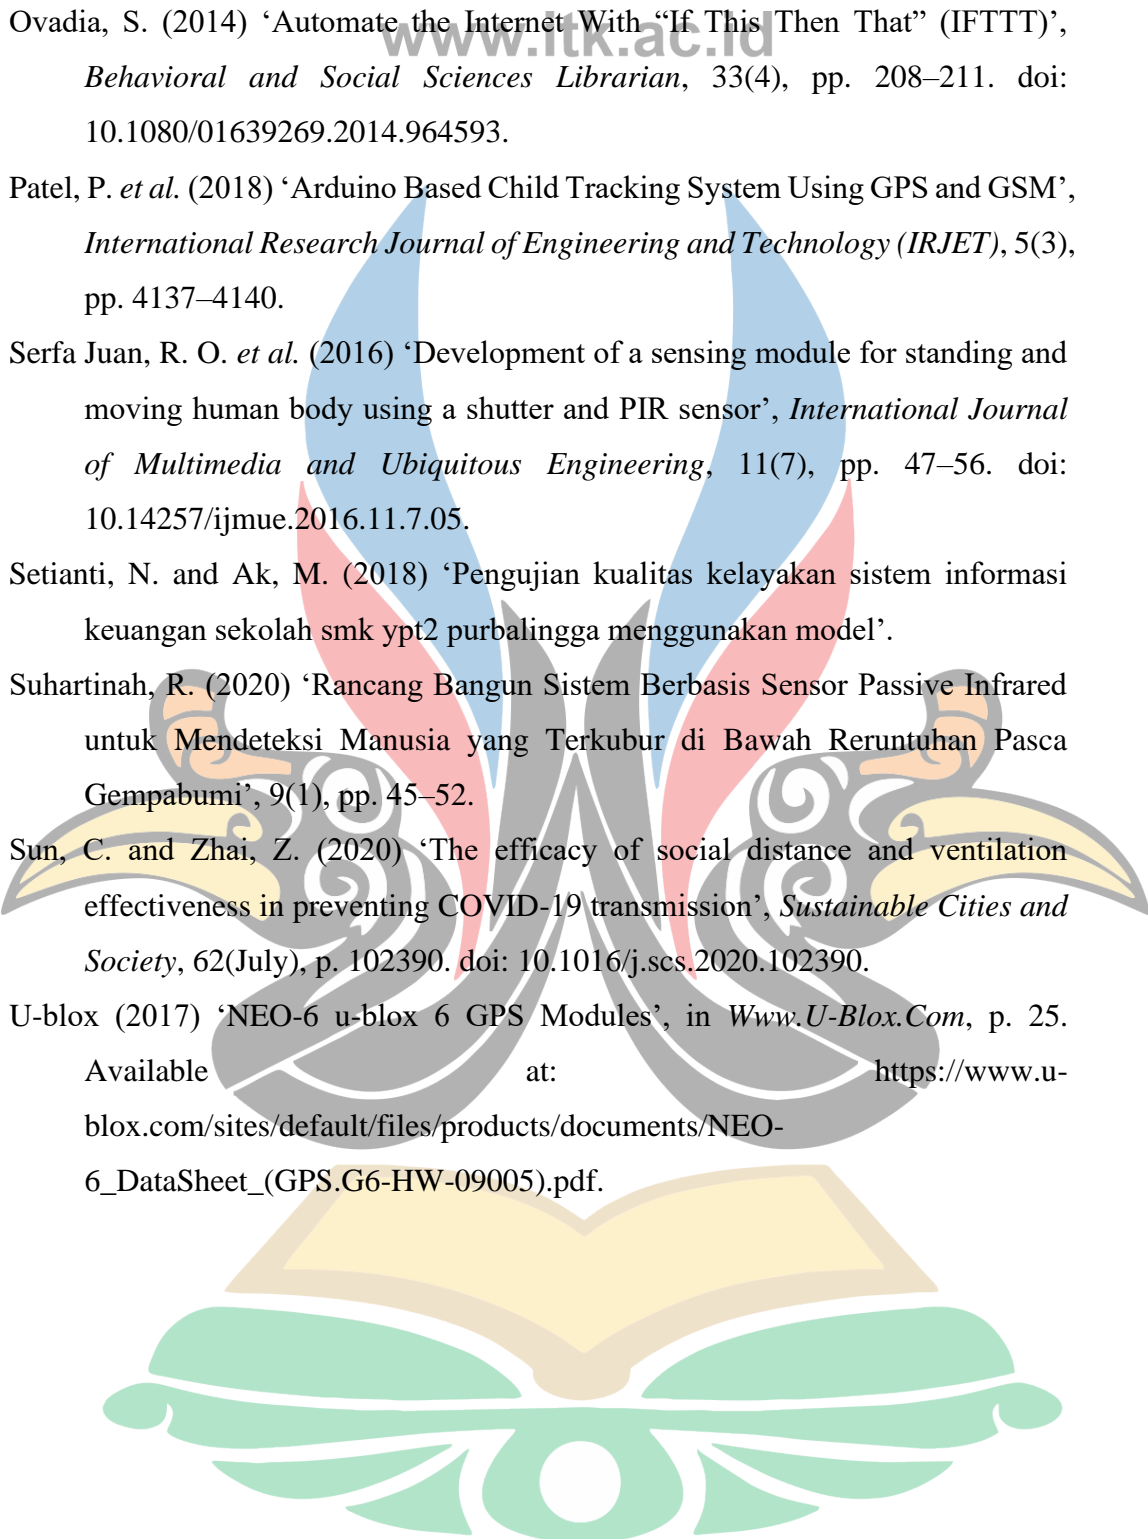 www.itk.ac.id
Ovadia, S. (2014) ‘Automate the Internet With “If This Then That” (IFTTT)’,
Behavioral and Social Sciences Librarian, 33(4), pp. 208–211. doi:
10.1080/01639269.2014.964593.
Patel, P. et al. (2018) ‘Arduino Based Child Tracking System Using GPS and GSM’,
International Research Journal of Engineering and Technology (IRJET), 5(3),
pp. 4137–4140.
Serfa Juan, R. O. et al. (2016) ‘Development of a sensing module for standing and
moving human body using a shutter and PIR sensor’, International Journal
of Multimedia and Ubiquitous Engineering, 11(7), pp. 47–56. doi:
10.14257/ijmue.2016.11.7.05.
Setianti, N. and Ak, M. (2018) ‘Pengujian kualitas kelayakan sistem informasi
keuangan sekolah smk ypt2 purbalingga menggunakan model’.
Suhartinah, R. (2020) ‘Rancang Bangun Sistem Berbasis Sensor Passive Infrared
untuk Mendeteksi Manusia yang Terkubur di Bawah Reruntuhan Pasca
Gempabumi’, 9(1), pp. 45–52.
Sun, C. and Zhai, Z. (2020) ‘The efficacy of social distance and ventilation
effectiveness in preventing COVID-19 transmission’, Sustainable Cities and
Society, 62(July), p. 102390. doi: 10.1016/j.scs.2020.102390.
U-blox (2017) ‘NEO-6 u-blox 6 GPS Modules’, in Www.U-Blox.Com, p. 25.
Available at: https://www.u-
blox.com/sites/default/files/products/documents/NEO-
6_DataSheet_(GPS.G6-HW-09005).pdf.